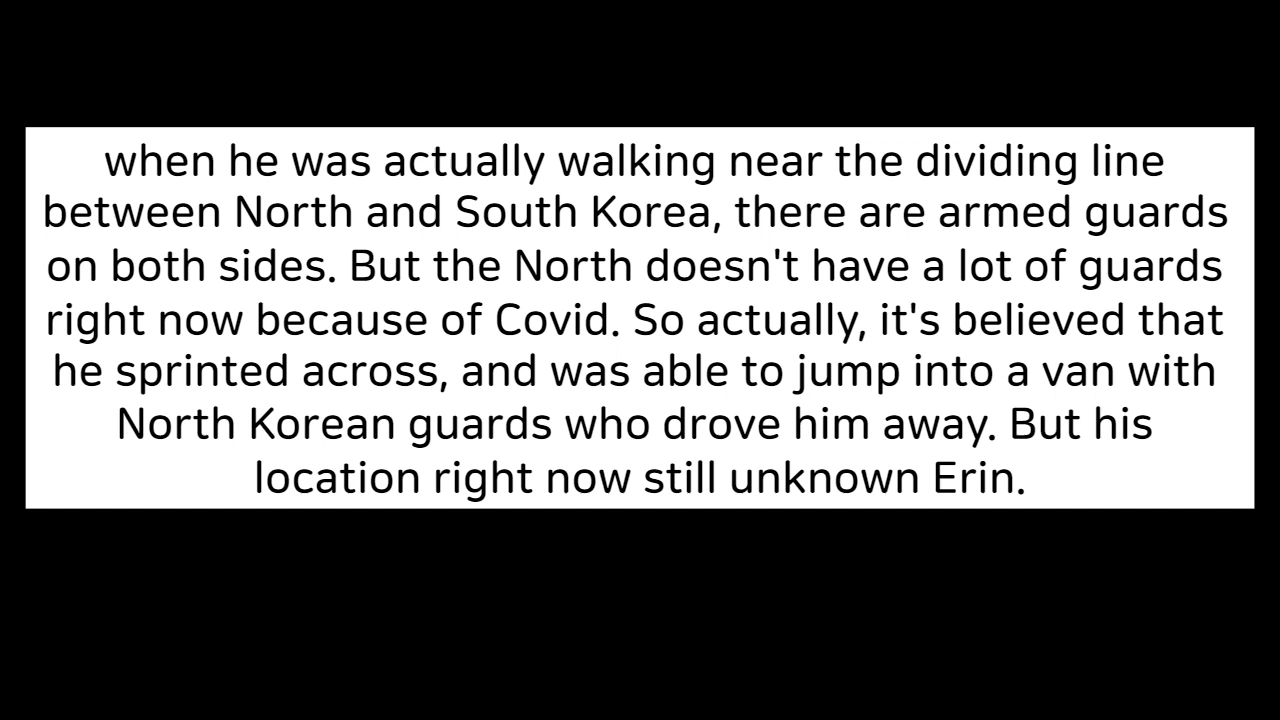 when he was actually walking near the dividing line
between North and South Korea, there are armed guards
on both sides. But the North doesn't have a lot of guards
right now because of Covid. So actually, it's believed that
he sprinted across, and was able to jump into a van with
North Korean guards who drove him away. But his
location right now still unknown Erin.